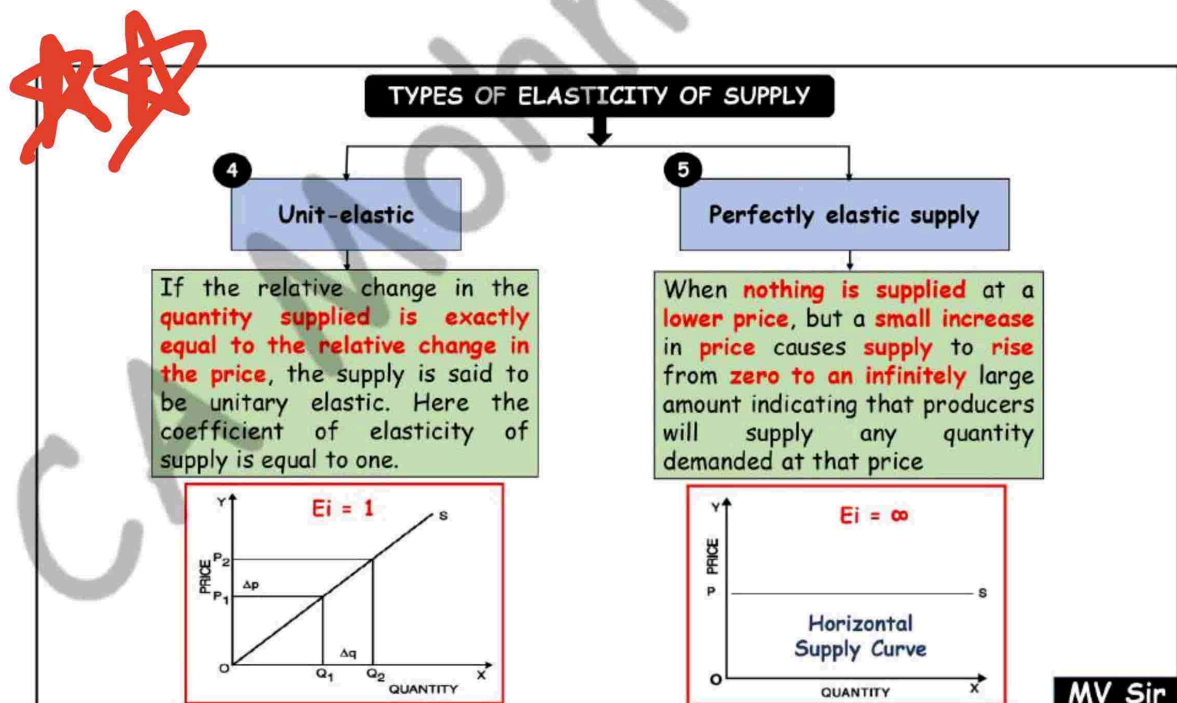 TYPES OF ELASTICITY OF SUPPLY
4
Unit-elastic
If the relative change in the
quantity supplied is exactly
equal to the relative change in
the price, the supply is said to
be unitary elastic. Here the
coefficient of elasticity of
supply is equal to one.
Y
Ei = 1
S
P2
PRICE
Δp
P1
Δq
O
Q1
Q2
X
QUANTITY
5
Perfectly elastic supply
When nothing is supplied at a
lower price, but a small increase
in price causes supply to rise
from zero to an infinitely large
amount indicating that producers
will supply any quantity
demanded at that price
Y
Ei = ∞
PRICE
P
S
Horizontal
Supply Curve
O
X
QUANTITY
MV Sir
CA Moh